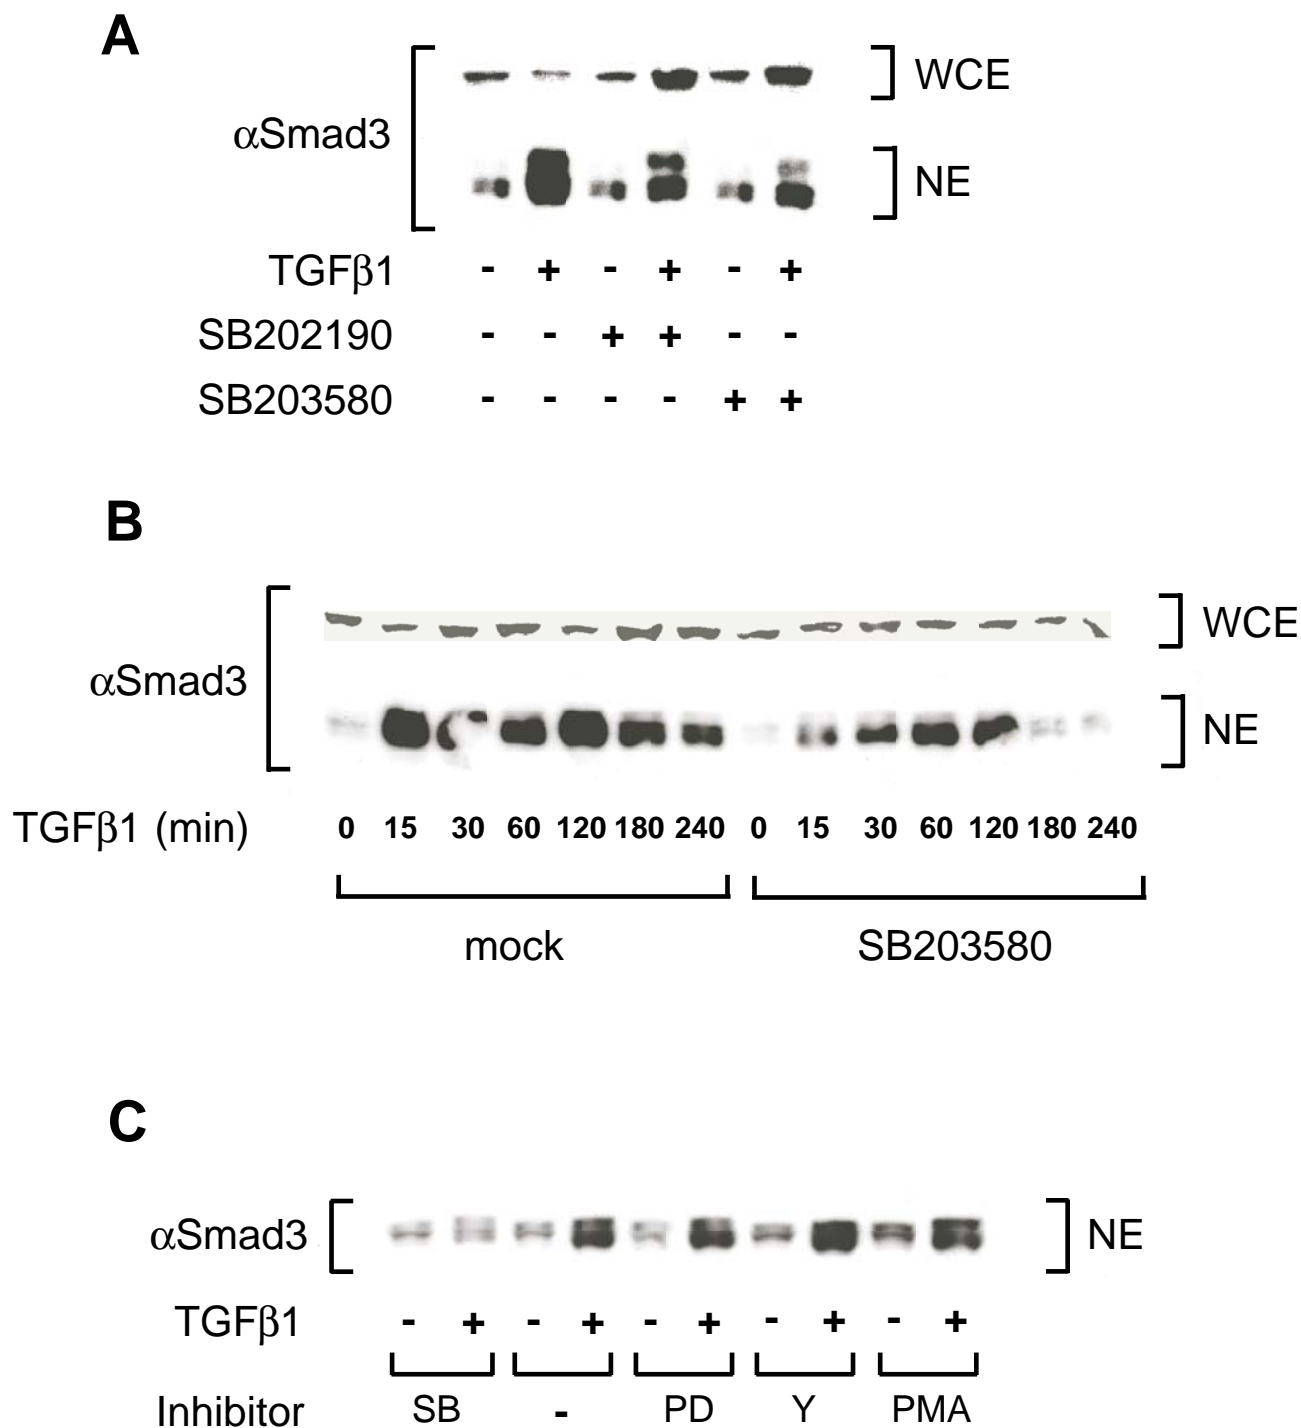 A
WCE
αSmad3
NE
TGFβ1 - + - + - +
SB202190 - - + + - -
SB203580 - - - - + +
B
WCE
αSmad3
NE
TGFβ1 (min) 0 15 30 60 120 180 240 0 15 30 60 120 180 240
mock SB203580
C
αSmad3 NE
TGFβ1 - + - + - + - + - +
Inhibitor SB - PD Y PMA